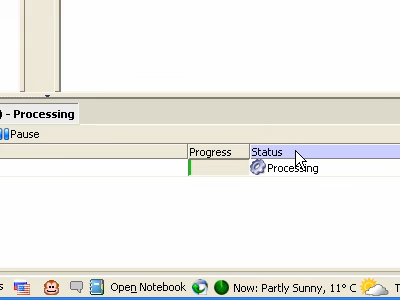 ) - Processing
Pause
Progress Status
Processing
s Open Notebook Now: Partly Sunny, 11° C T